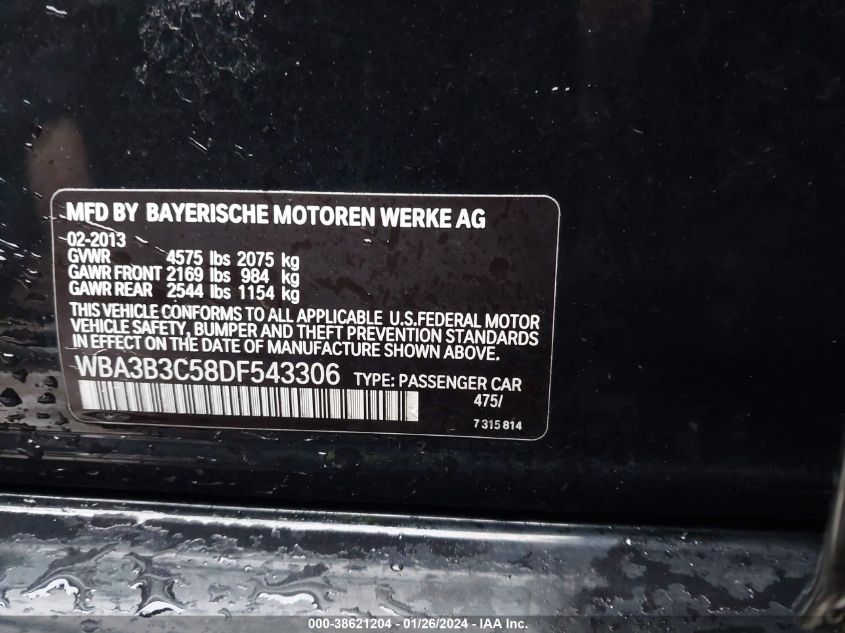 MFD BY BAYERISCHE MOTOREN WERKE AG
02-2013
GVWR 4575 lbs 2075 kg
GAWR FRONT 2169 lbs 984 kg
GAWR REAR 2544 lbs 1154 kg
THIS VEHICLE CONFORMS TO ALL APPLICABLE U.S.FEDERAL MOTOR
VEHICLE SAFETY, BUMPER AND THEFT PREVENTION STANDARDS
IN EFFECT ON THE DATE OF MANUFACTURE SHOWN ABOVE.
WBA3B3C58DF543306 TYPE: PASSENGER CAR
475/
7 315 814
000-38621204 - 01/26/2024 - IAA Inc.